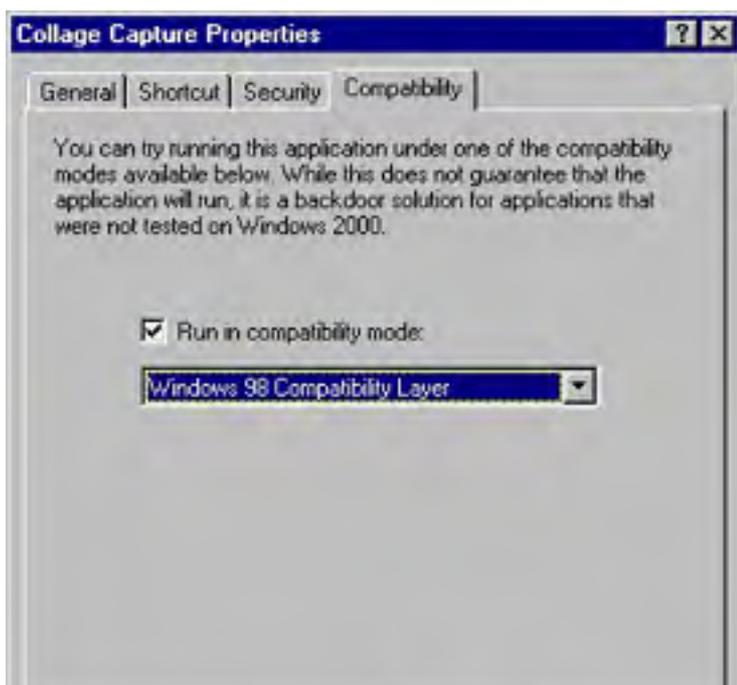 Collage Capture Properties
General Shortcut Security Compatibility
You can try running this application under one of the compatibility
modes available below. While this does not guarantee that the
application will run, it is a backdoor solution for applications that
were not tested on Windows 2000.
Run in compatibility mode:
Windows 98 Compatibility Layer